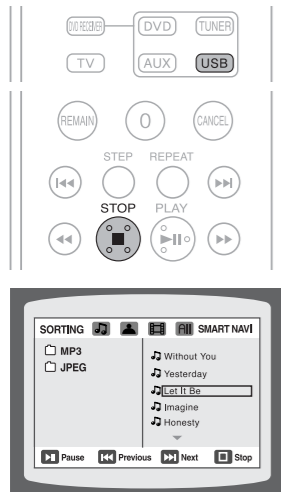 DVD RECEIVER DVD TUNER
TV AUX USB
REMAIN 0 CANCEL
STEP REPEAT
STOP PLAY
SORTING All SMART NAVI
MP3
JPEG
Without You
Yesterday
Let It Be
Imagine
Honesty
Pause Previous Next Stop